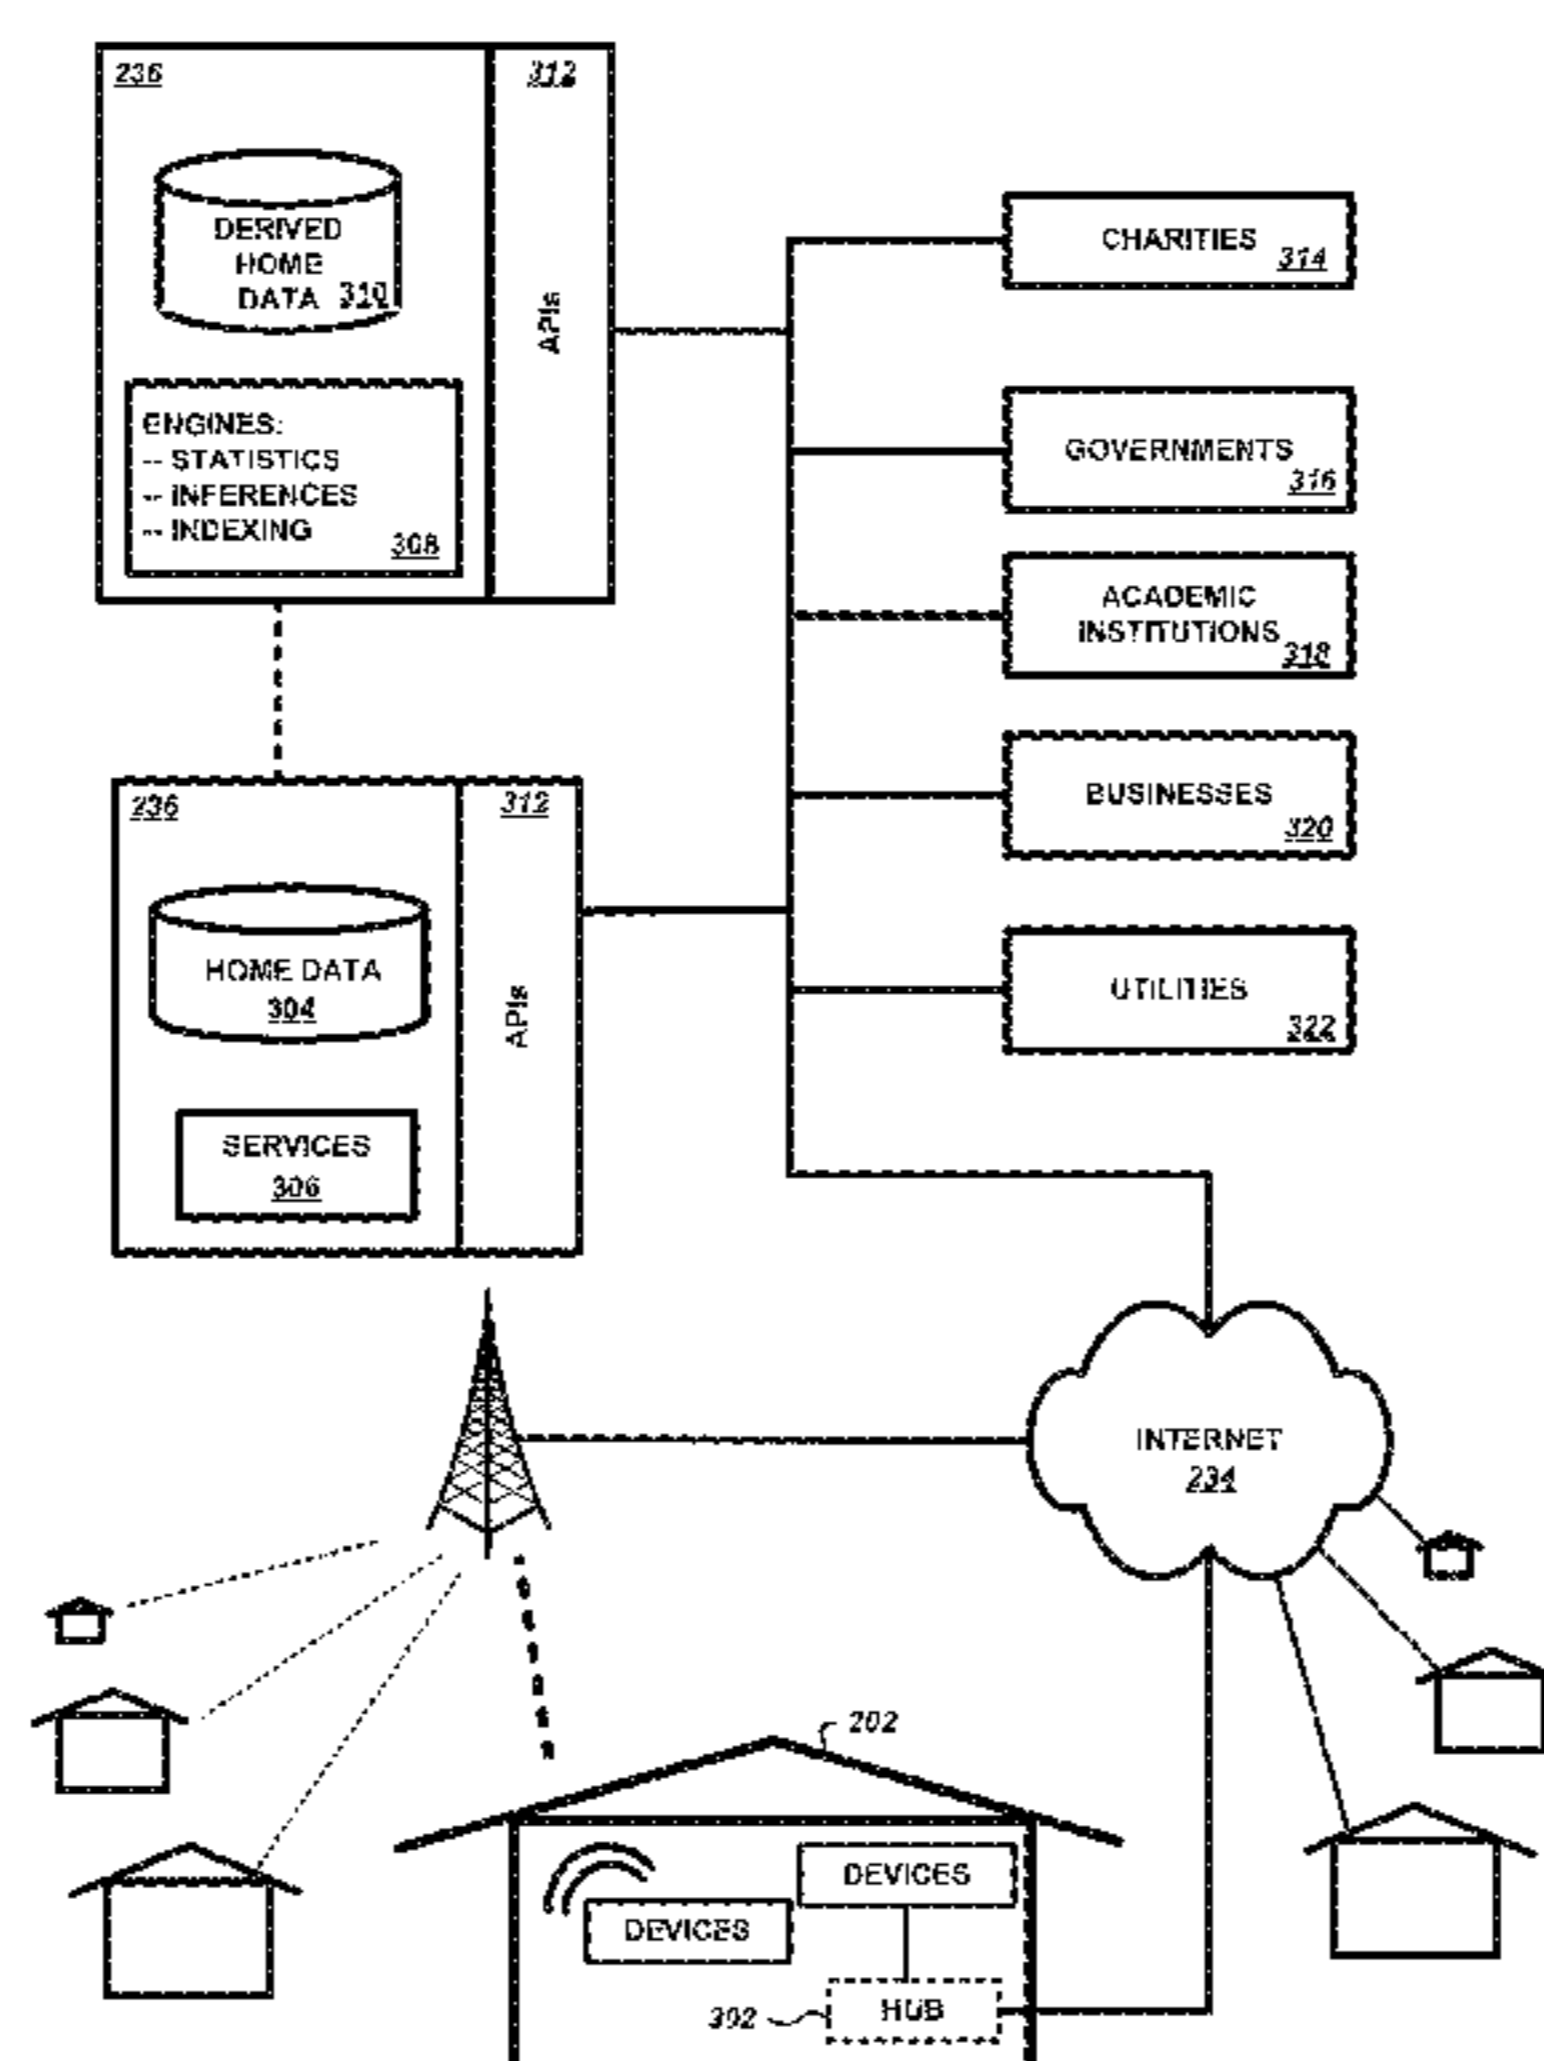 236
312
DERIVED
HOME
DATA 310
APIs
ENGINES:
-- STATISTICS
-- INFERENCES
-- INDEXING
308
CHARITIES
314
GOVERNMENTS
316
ACADEMIC
INSTITUTIONS
318
BUSINESSES
320
UTILITIES
322
236
312
HOME DATA
304
APIs
SERVICES
306
INTERNET
234
202
DEVICES
DEVICES
302
HUB